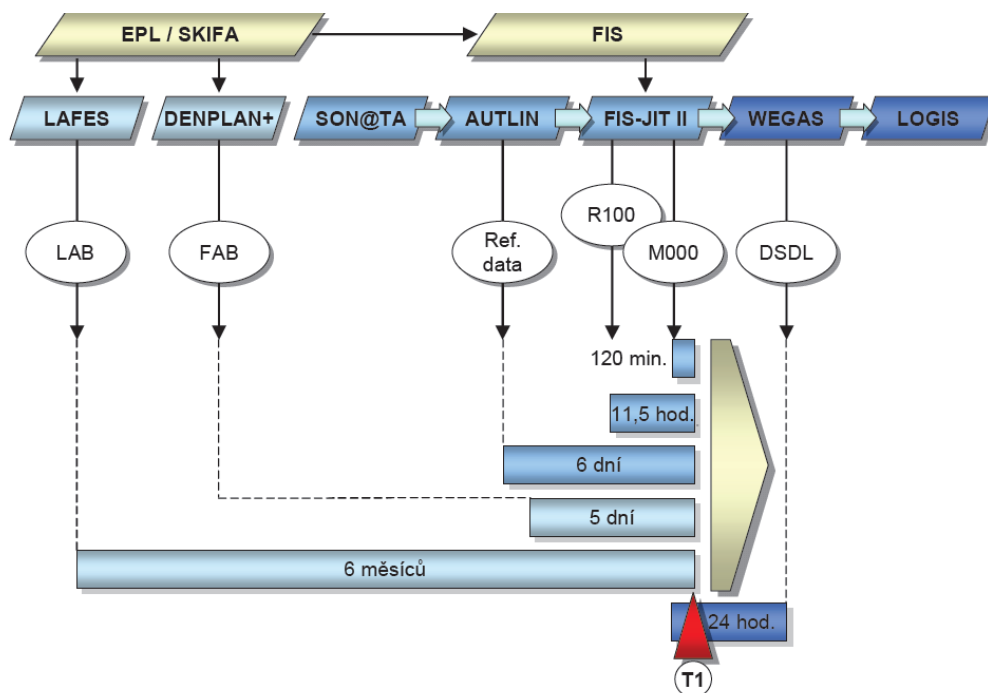 EPL / SKIFA
FIS
LAFES
DENPLAN+
SON@TA
AUTLIN
FIS-JIT II
WEGAS
LOGIS
R100
LAB
FAB
Ref.
data
M000
DSDL
120 min.
11,5 hod.
6 dní
5 dní
6 měsíců
24 hod.
T1